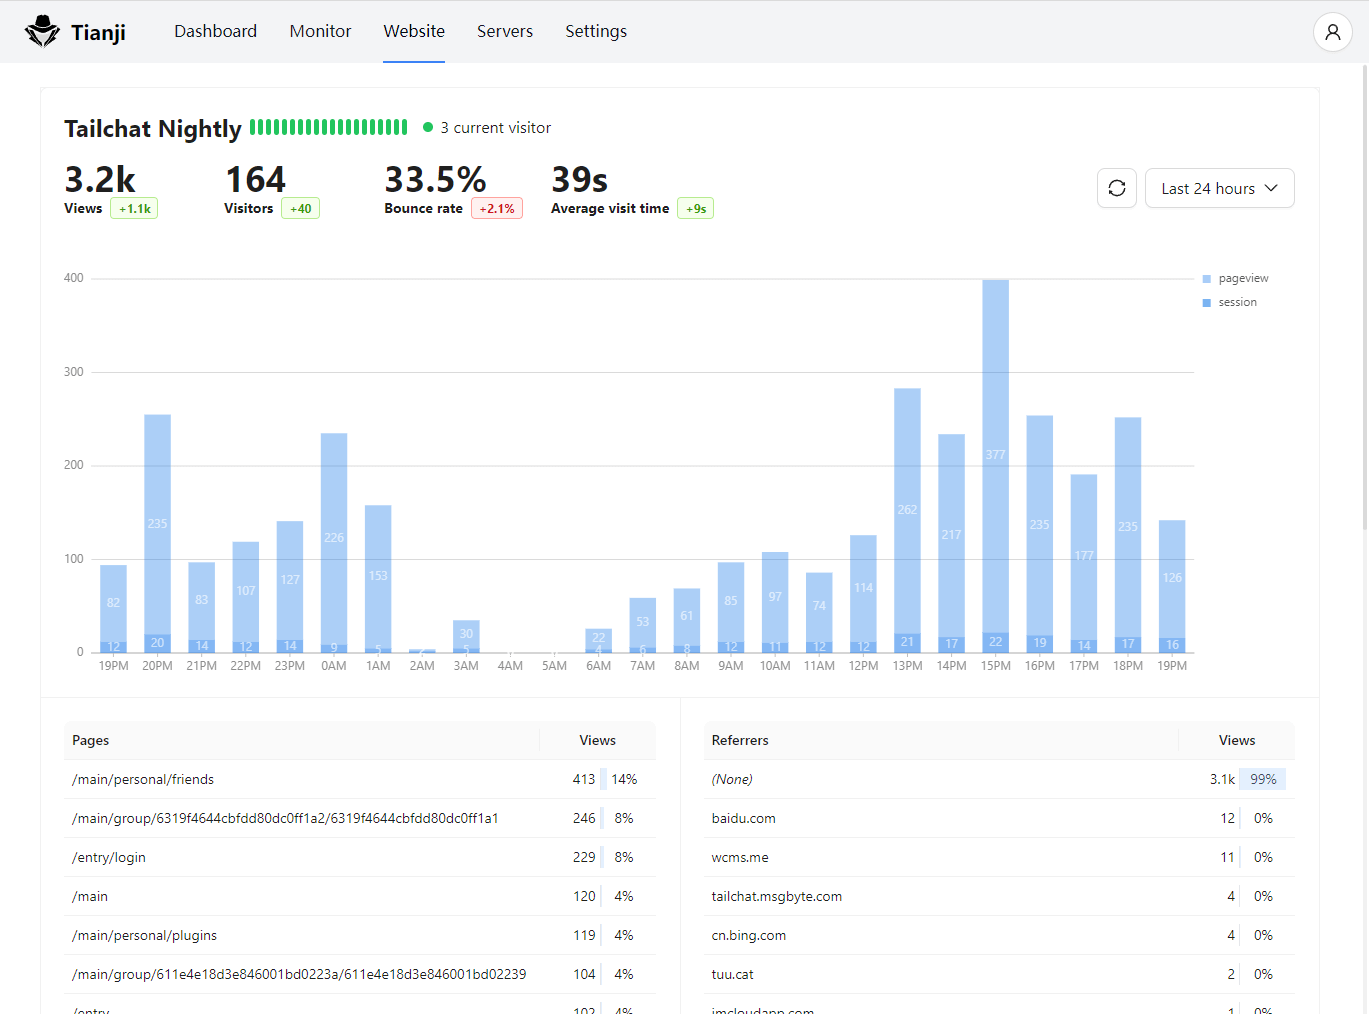 Tianji Dashboard Monitor Website Servers Settings
Tailchat Nightly 3 current visitor
3.2k 164 33.5% 39s
Views +1.1k Visitors +40 Bounce rate +2.1% Average visit time +9s
Last 24 hours
400
300
200
100
0
pageview
session
82 235 83 107 127 226 153 30 22 53 61 85 97 74 114 262 217 377 235 177 235 126
12 20 14 12 14 9 5 5 4 6 8 12 11 12 12 21 17 22 19 14 17 16
19PM 20PM 21PM 22PM 23PM 0AM 1AM 2AM 3AM 4AM 5AM 6AM 7AM 8AM 9AM 10AM 11AM 12PM 13PM 14PM 15PM 16PM 17PM 18PM 19PM
Pages Views
/main/personal/friends 413 14%
/main/group/6319f4644cbfdd80dc0ff1a2/6319f4644cbfdd80dc0ff1a1 246 8%
/entry/login 229 8%
/main 120 4%
/main/personal/plugins 119 4%
/main/group/611e4e18d3e846001bd0223a/611e4e18d3e846001bd02239 104 4%
/entry 102 4%
Referrers Views
(None) 3.1k 99%
baidu.com 12 0%
wcms.me 11 0%
tailchat.msgbyte.com 4 0%
cn.bing.com 4 0%
tuu.cat 2 0%
imcloudapp.com 1 0%